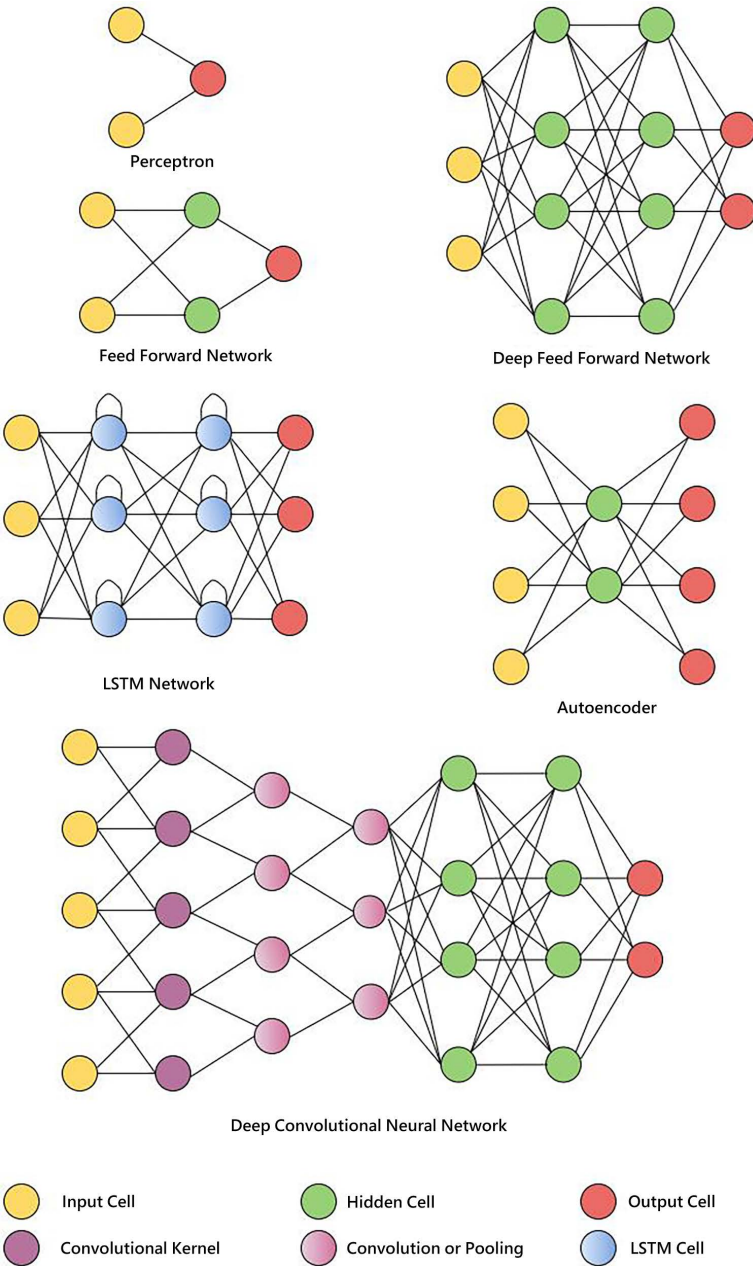 Perceptron
Feed Forward Network
Deep Feed Forward Network
LSTM Network
Autoencoder
Deep Convolutional Neural Network
Input Cell
Hidden Cell
Output Cell
Convolutional Kernel
Convolution or Pooling
LSTM Cell